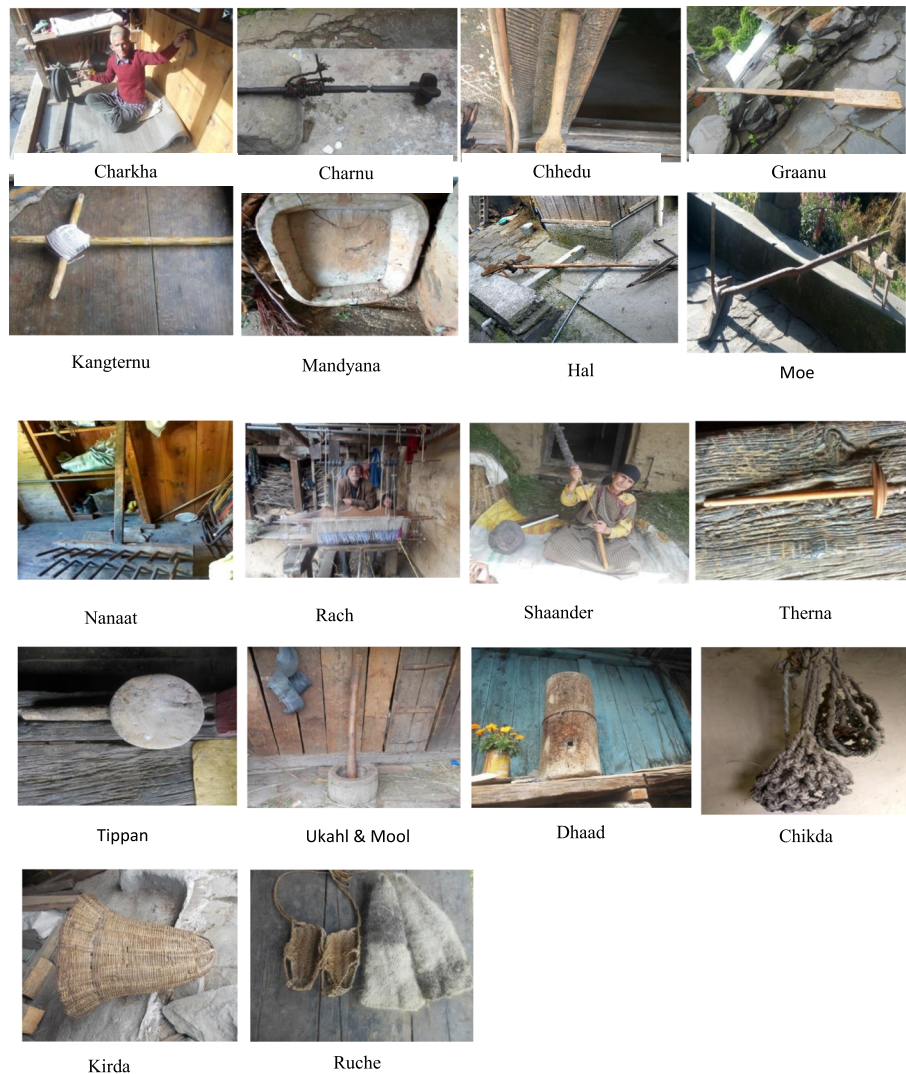 Charkha
Charnu
Chhedu
Graanu
Kangternu
Mandyana
Hal
Moe
Nanaat
Rach
Shaander
Therna
Tippan
Ukahl & Mool
Dhaad
Chikda
Kirda
Ruche